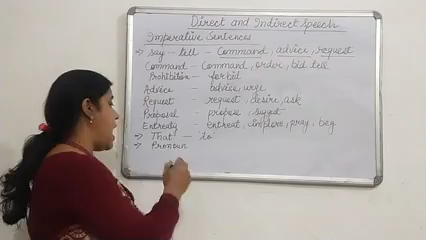 Direct and Indirect Speech
Imperative Sentences
→ say - tell - Command, advice, request
Command - Command, order, bid tell
Prohibition - forbid
Advice - advise, urge
Request - request, desire, ask
Proposal - propose, suggest
Entreaty - entreat, implore, pray, beg
→ That - 'to'
→ Pronoun